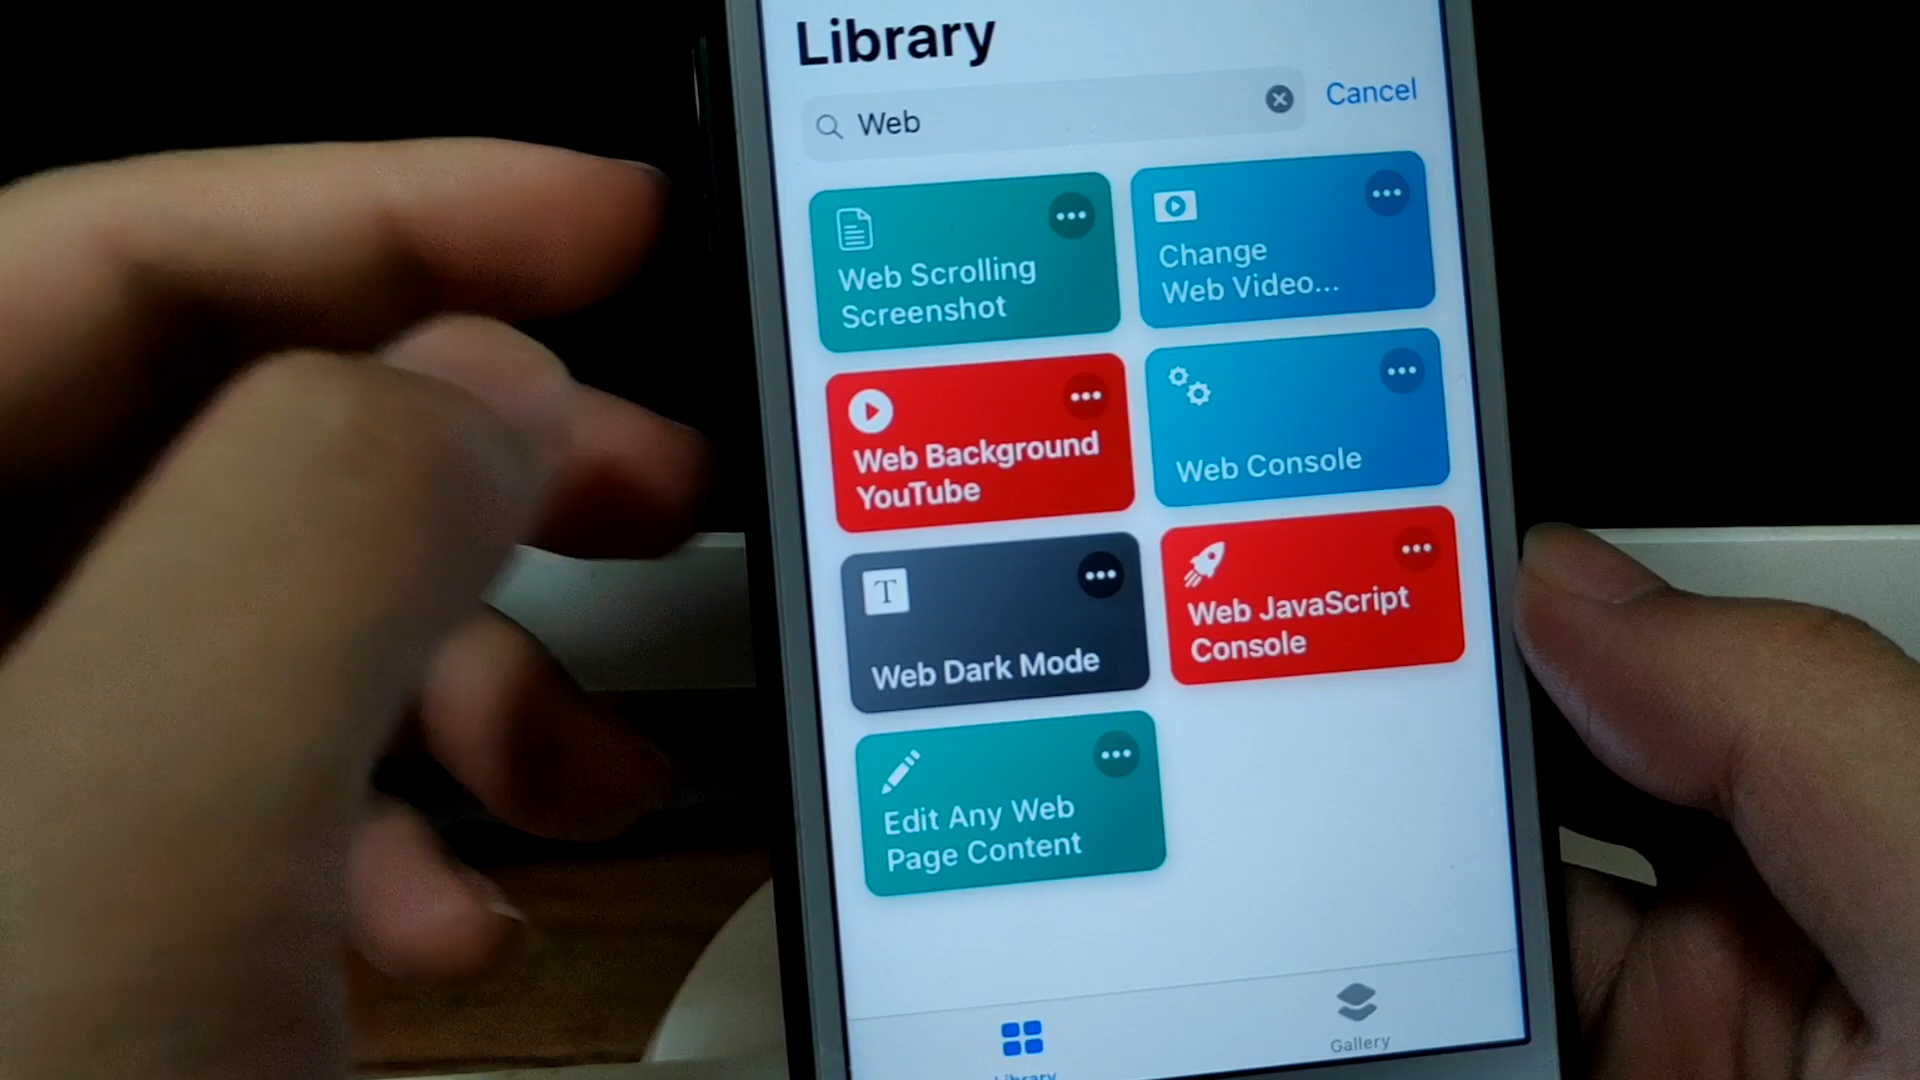 Library
Web
Cancel
Web Scrolling
Screenshot
Change
Web Video...
Web Background
YouTube
Web Console
T
Web Dark Mode
Web JavaScript
Console
Edit Any Web
Page Content
Library
Gallery